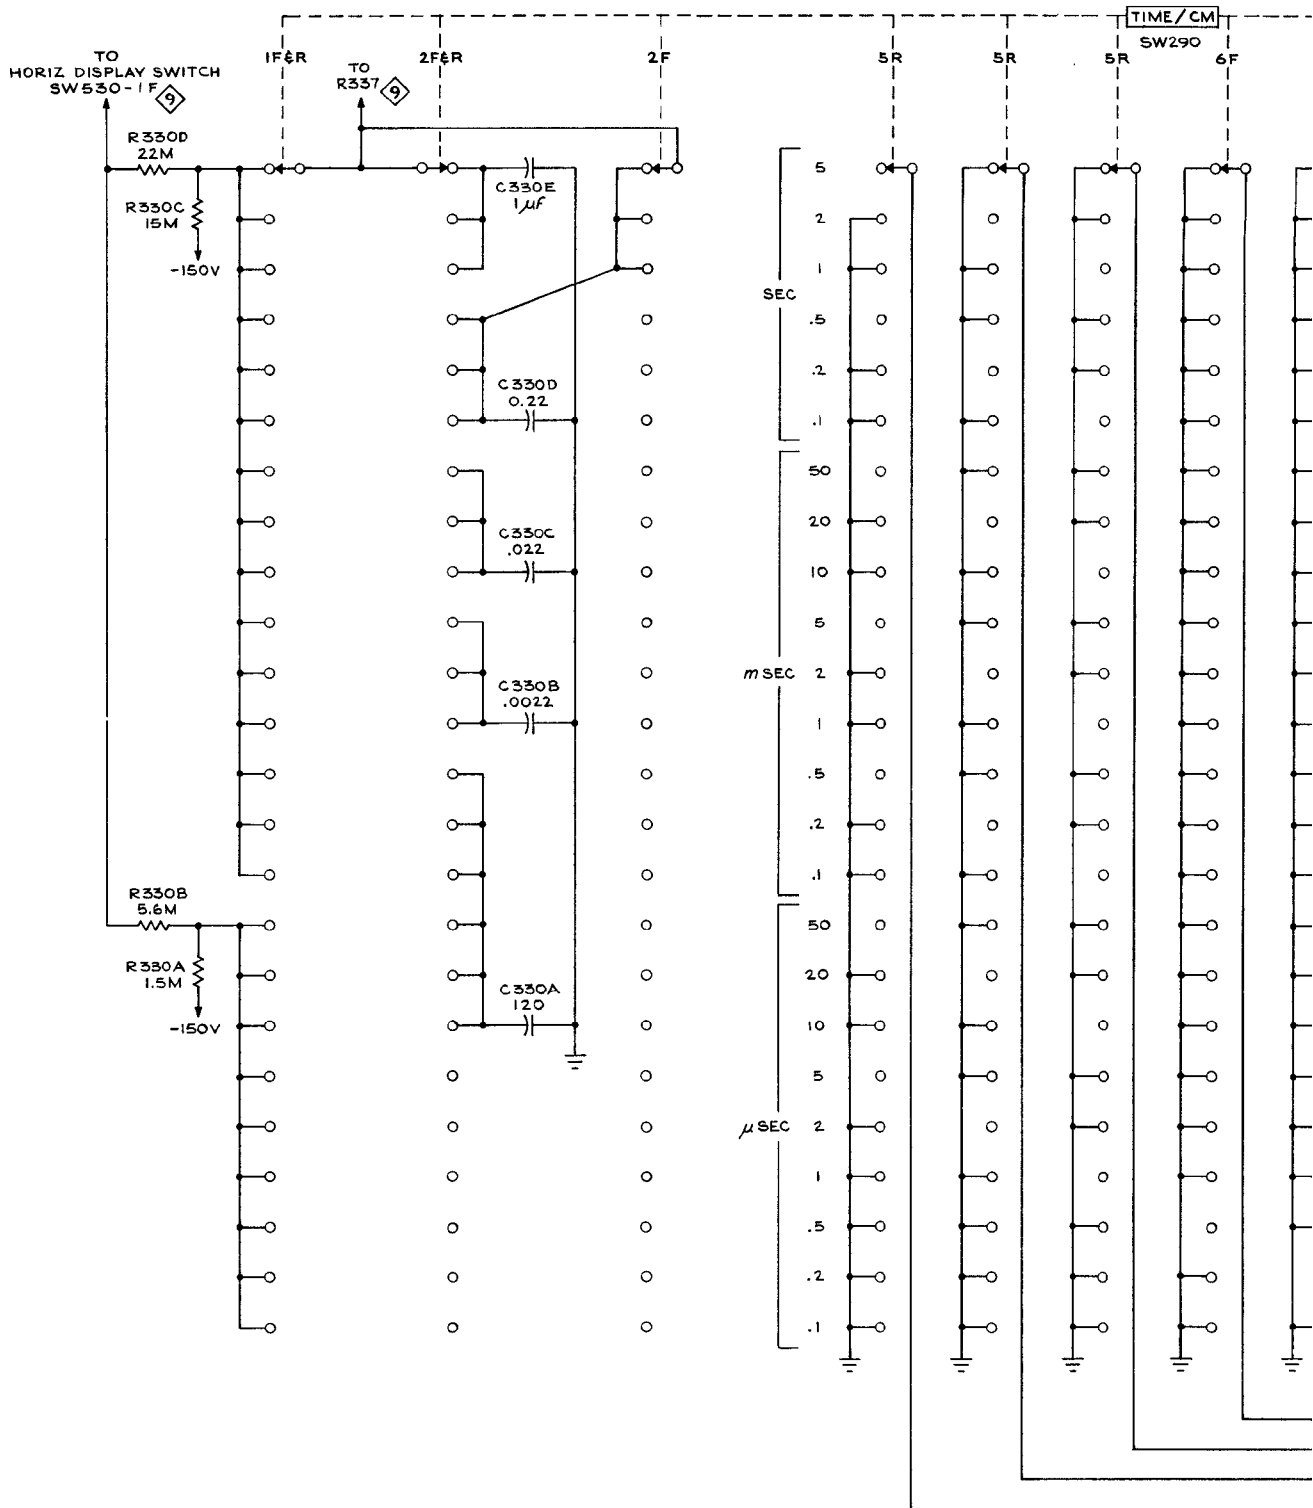 TIME/CM
SW290
TO
HORIZ DISPLAY SWITCH
SW530-1F 9
1F&R
TO
R337 9
2F&R
2F
5R
5R
5R
6F
R330D
22M
R330C
15M
-150V
C330E
1µf
C330D
0.22
C330C
.022
C330B
.0022
C330A
120
R330B
5.6M
R330A
1.5M
-150V
SEC
5
2
1
.5
.2
.1
mSEC
50
20
10
5
2
1
.5
.2
.1
µSEC
50
20
10
5
2
1
.5
.2
.1